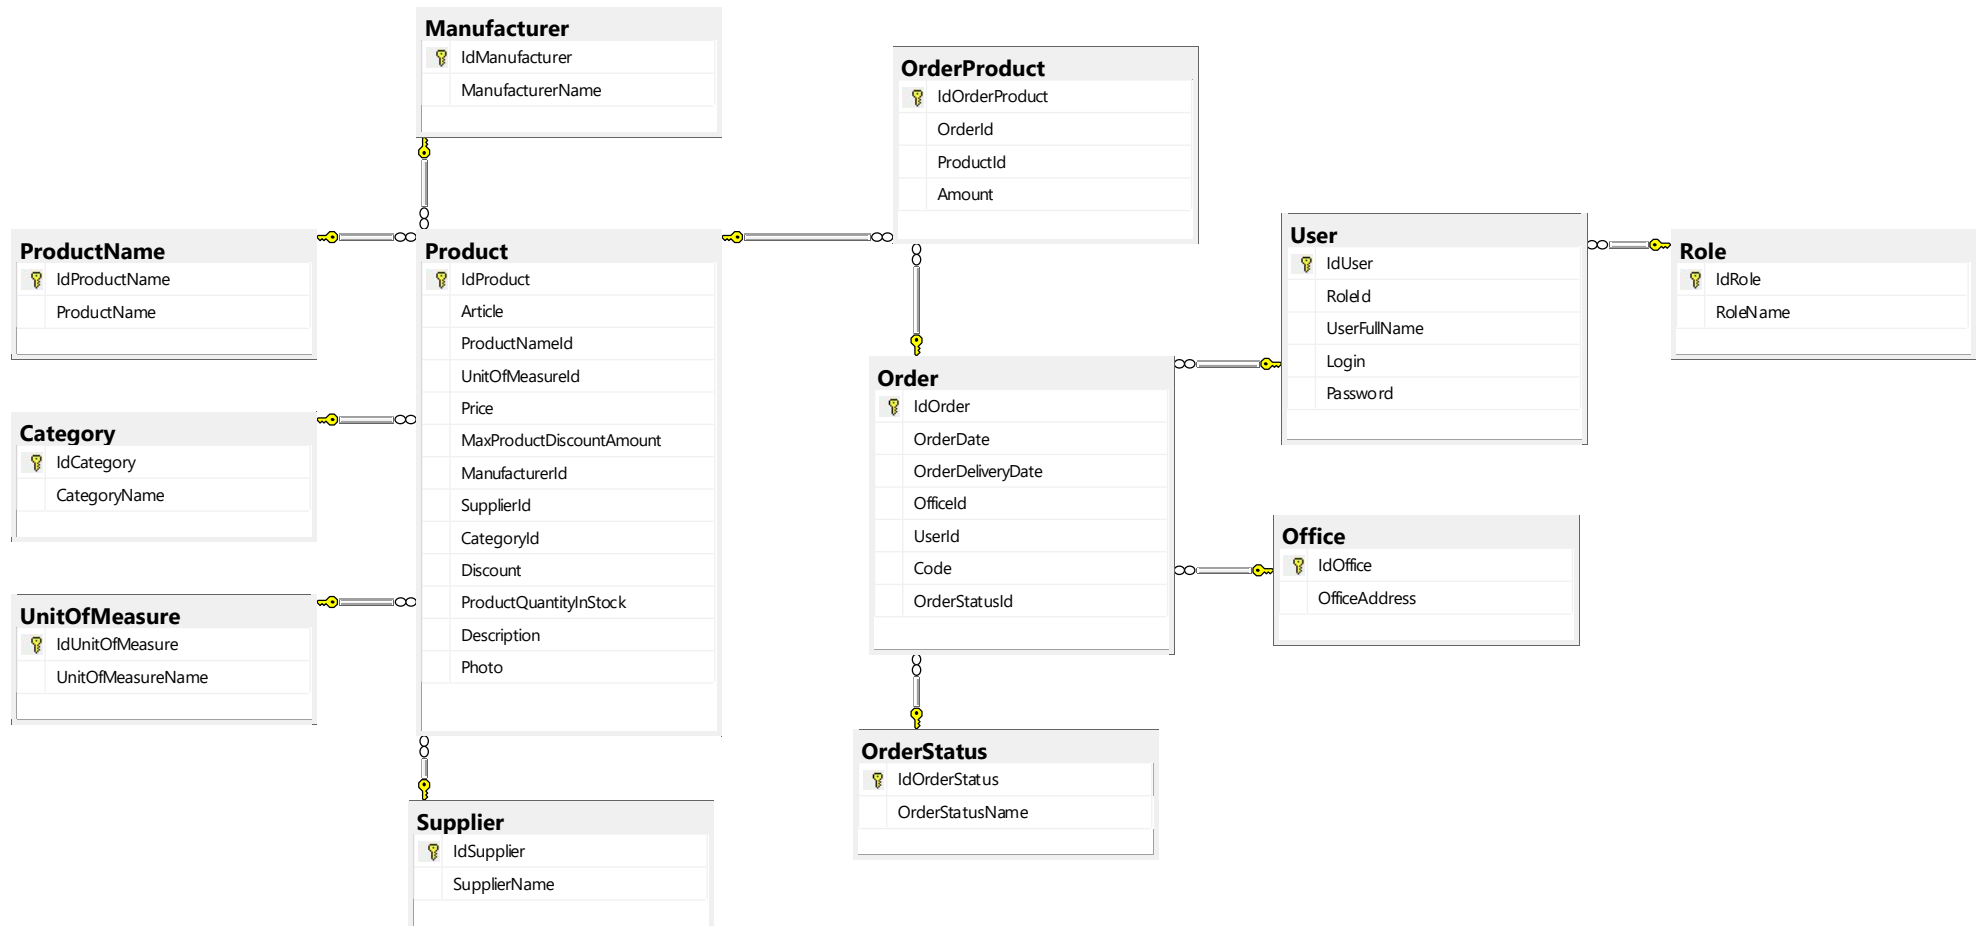 Manufacturer
IdManufacturer
ManufacturerName
OrderProduct
IdOrderProduct
OrderId
ProductId
Amount
ProductName
IdProductName
ProductName
Product
IdProduct
Article
ProductNameId
UnitOfMeasureId
Price
MaxProductDiscountAmount
ManufacturerId
SupplierId
CategoryId
Discount
ProductQuantityInStock
Description
Photo
User
IdUser
RoleId
UserFullName
Login
Password
Role
IdRole
RoleName
Category
IdCategory
CategoryName
Order
IdOrder
OrderDate
OrderDeliveryDate
OfficeId
UserId
Code
OrderStatusId
Office
IdOffice
OfficeAddress
UnitOfMeasure
IdUnitOfMeasure
UnitOfMeasureName
OrderStatus
IdOrderStatus
OrderStatusName
Supplier
IdSupplier
SupplierName